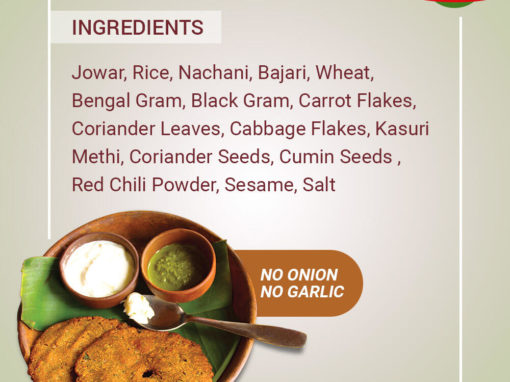 INGREDIENTS
Jowar, Rice, Nachani, Bajari, Wheat,
Bengal Gram, Black Gram, Carrot Flakes,
Coriander Leaves, Cabbage Flakes, Kasuri
Methi, Coriander Seeds, Cumin Seeds ,
Red Chili Powder, Sesame, Salt
NO ONION
NO GARLIC